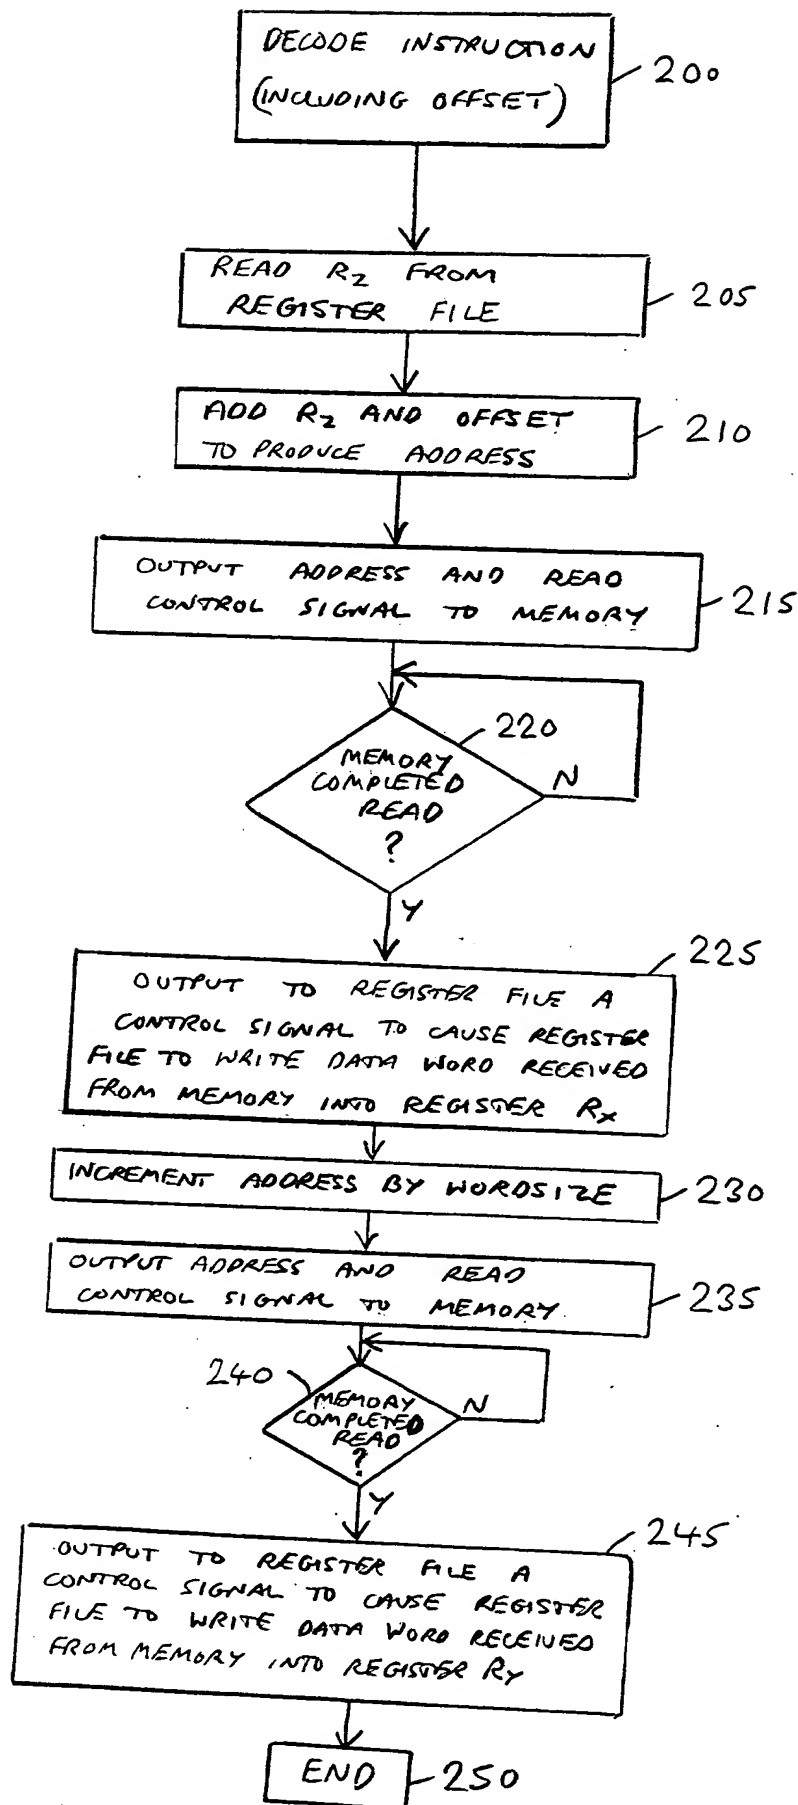 DECODE INSTRUCTION
(INCLUDING OFFSET)
200
READ Rz FROM
REGISTER FILE
205
ADD Rz AND OFFSET
TO PRODUCE ADDRESS
210
OUTPUT ADDRESS AND READ
CONTROL SIGNAL TO MEMORY
215
220
MEMORY
COMPLETED
READ
?
N
Y
225
OUTPUT TO REGISTER FILE A
CONTROL SIGNAL TO CAUSE REGISTER
FILE TO WRITE DATA WORD RECEIVED
FROM MEMORY INTO REGISTER Rx
INCREMENT ADDRESS BY WORDSIZE
230
OUTPUT ADDRESS AND READ
CONTROL SIGNAL TO MEMORY
235
240
MEMORY
COMPLETED
READ
?
N
Y
245
OUTPUT TO REGISTER FILE A
CONTROL SIGNAL TO CAUSE REGISTER
FILE TO WRITE DATA WORD RECEIVED
FROM MEMORY INTO REGISTER Ry
END
250